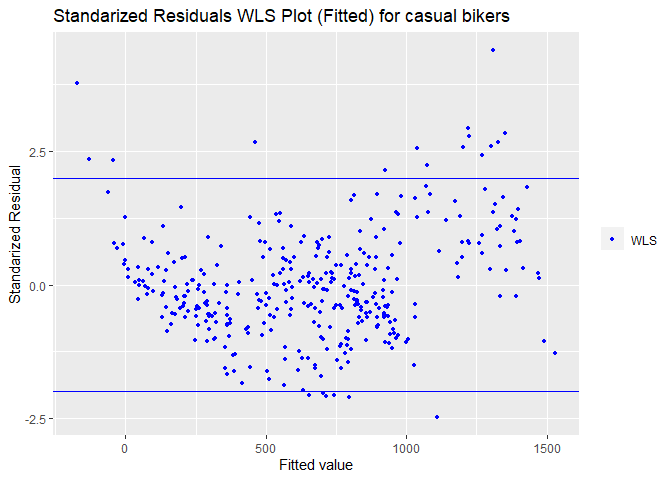 Standarized Residuals WLS Plot (Fitted) for casual bikers
Standarized Residual
2.5
0.0
-2.5
0
500
1000
1500
Fitted value
WLS